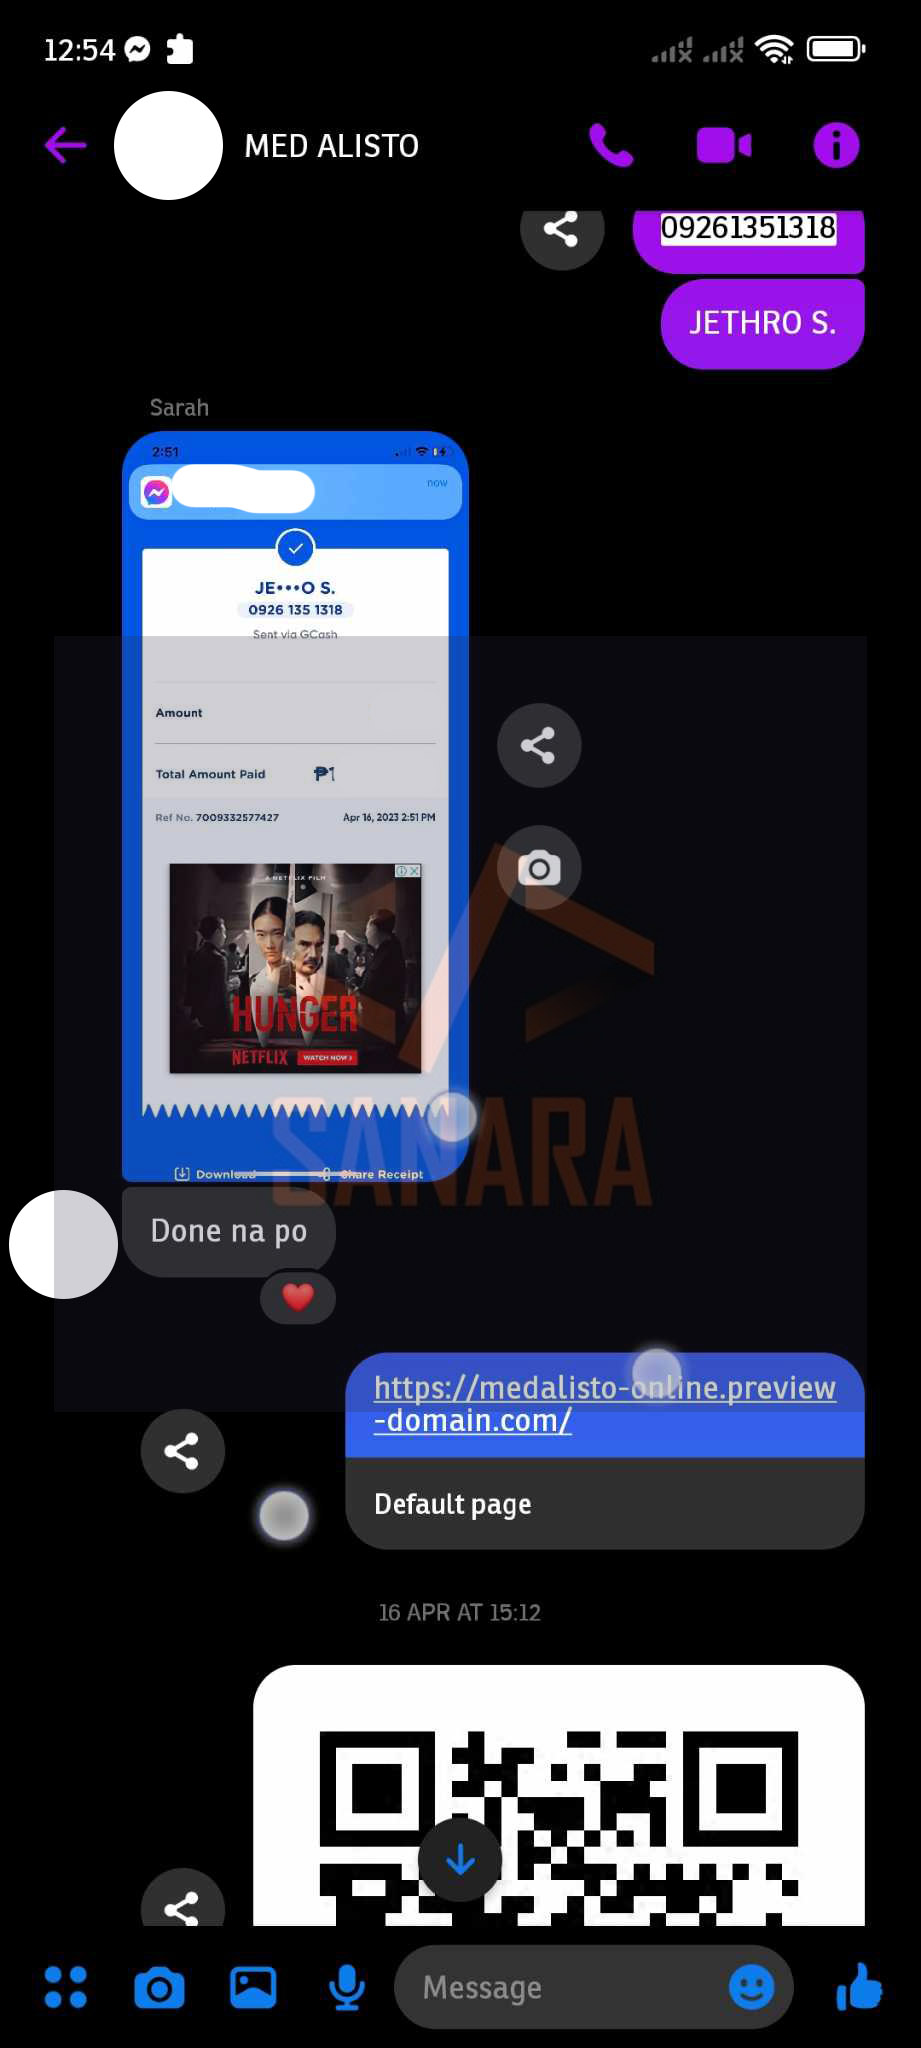 12:54
MED ALISTO
09261351318
JETHRO S.
Sarah
2:51
now
JE•••O S.
0926 135 1318
Sent via GCash
Amount
Total Amount Paid ₱1
Ref No. 7009332577427 Apr 16, 2023 2:51 PM
A NETFLIX FILM
HUNGER
NETFLIX WATCH NOW
SANARA
Download Share Receipt
Done na po
https://medalisto-online.preview
-domain.com/
Default page
16 APR AT 15:12
Message